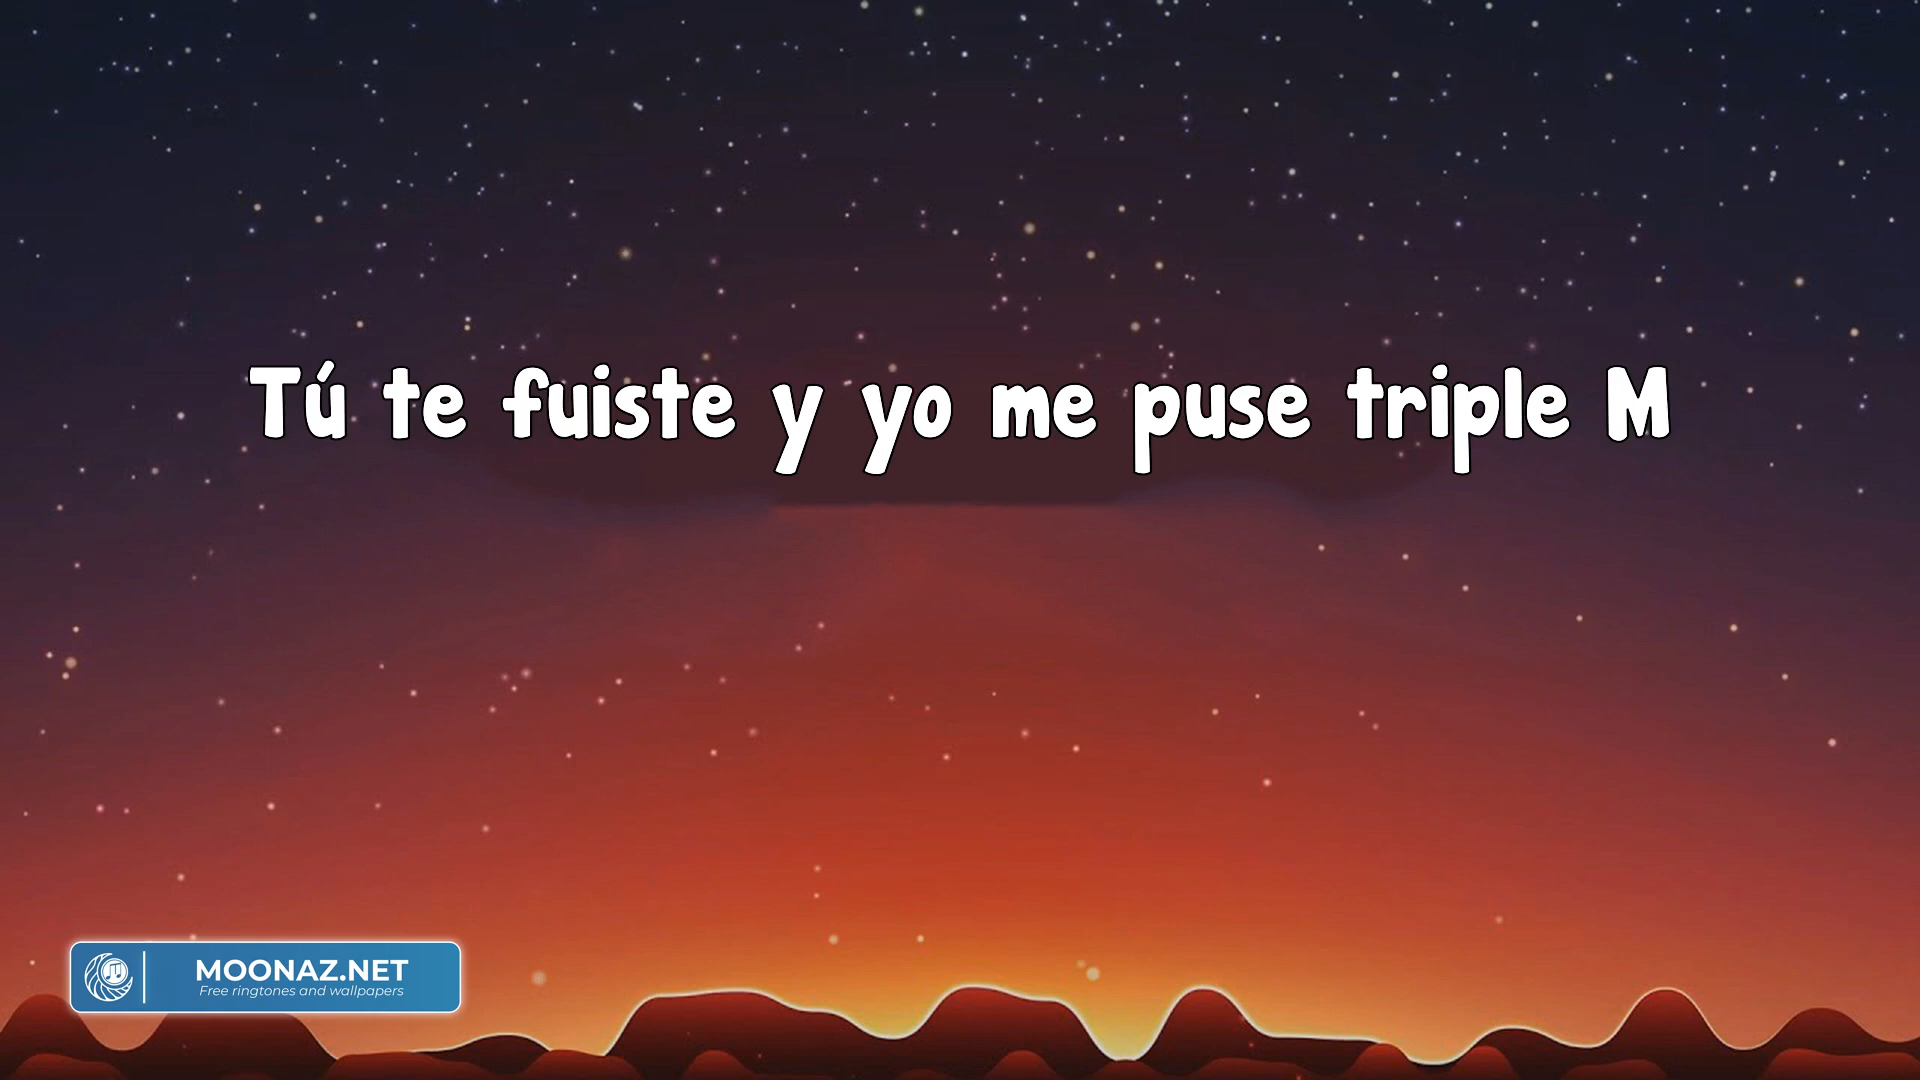 Tú te fuiste y yo me puse triple M
MOONAZ.NET
Free ringtones and wallpapers